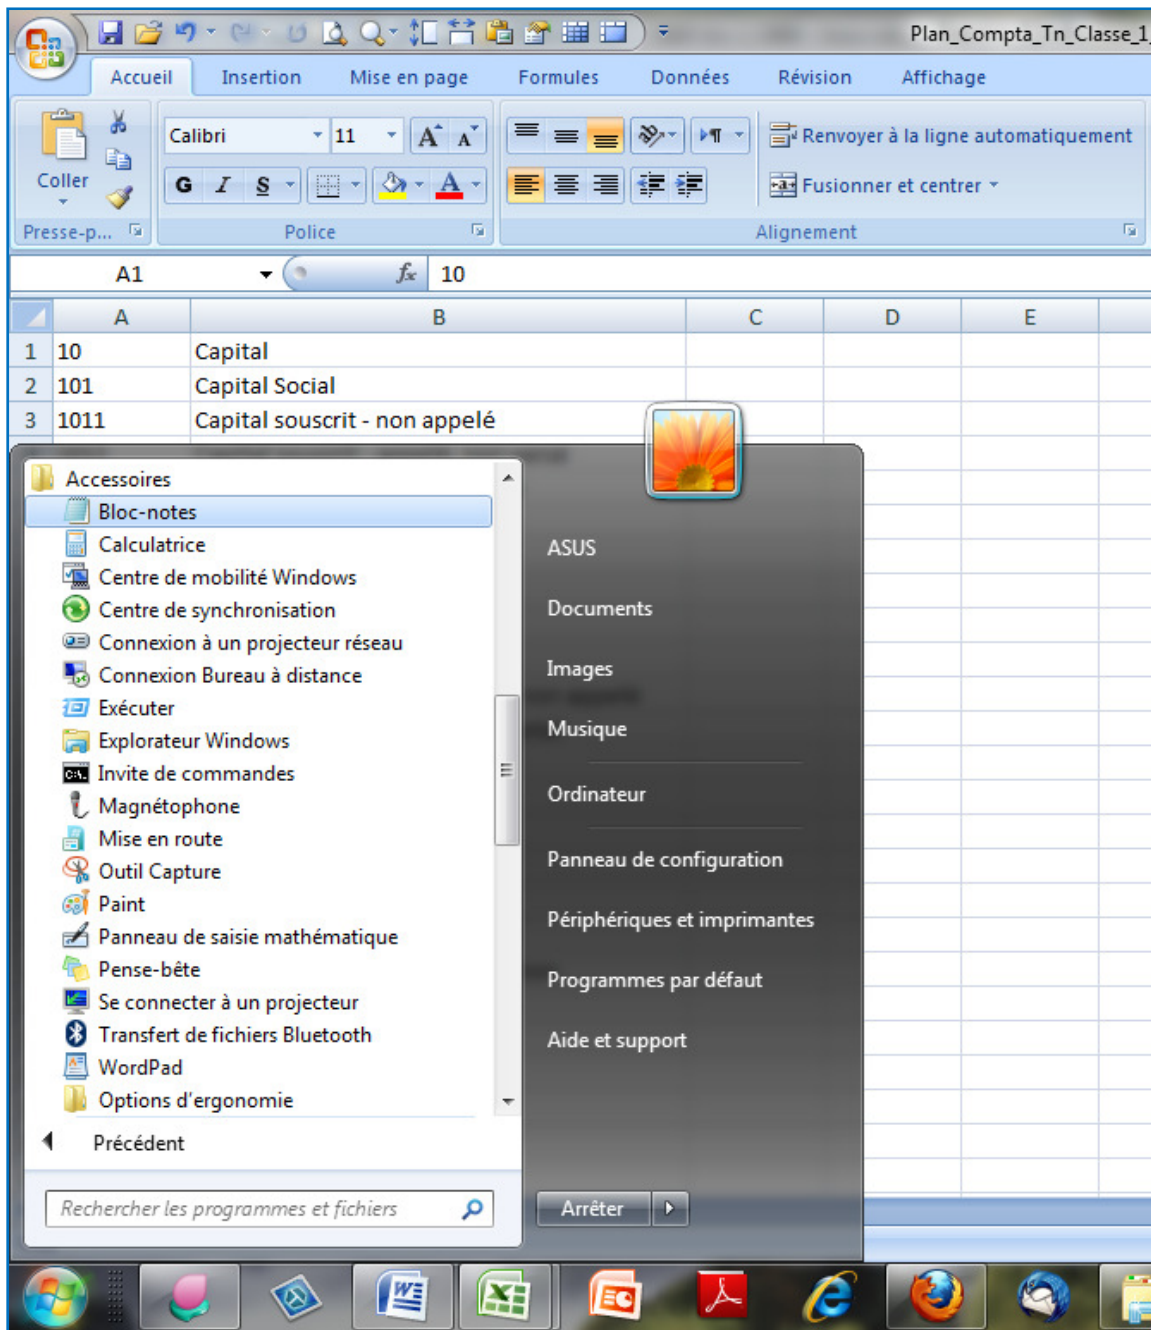 Plan_Compta_Tn_Classe_1_
Accueil Insertion Mise en page Formules Données Révision Affichage
Calibri 11 A A Renvoyer à la ligne automatiquement
Coller G I S A Fusionner et centrer
Presse-p... Police Alignement
A1 fx 10
A B C D E
1 10 Capital
2 101 Capital Social
3 1011 Capital souscrit - non appelé
Accessoires
Bloc-notes
Calculatrice
Centre de mobilité Windows
Centre de synchronisation
Connexion à un projecteur réseau
Connexion Bureau à distance
Exécuter
Explorateur Windows
Invite de commandes
Magnétophone
Mise en route
Outil Capture
Paint
Panneau de saisie mathématique
Pense-bête
Se connecter à un projecteur
Transfert de fichiers Bluetooth
WordPad
Options d'ergonomie
Précédent
Rechercher les programmes et fichiers
ASUS
Documents
Images
Musique
Ordinateur
Panneau de configuration
Périphériques et imprimantes
Programmes par défaut
Aide et support
Arrêter